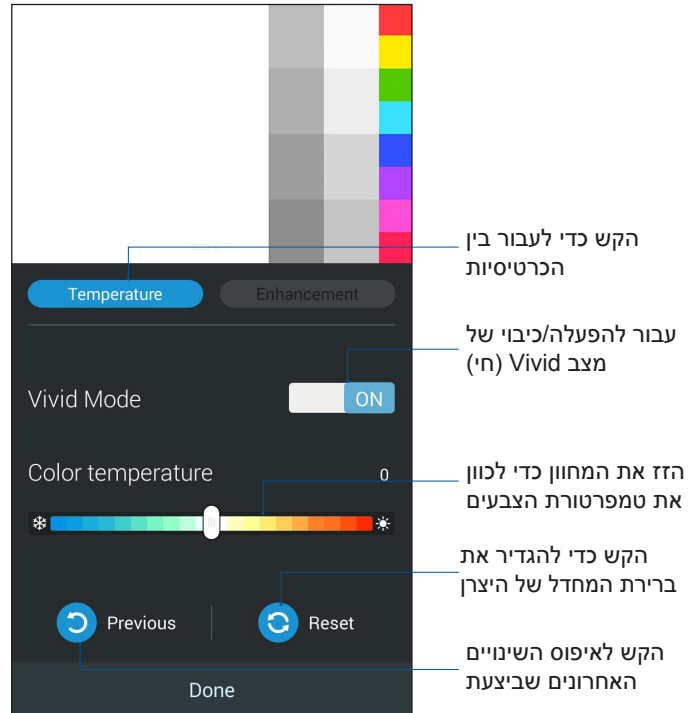 הקש כדי לעבור בין
הכרטיסיות
Temperature
Enhancement
עבור להפעלה/כיבוי של
מצב Vivid (חי)
Vivid Mode
ON
הזז את המחוון כדי לכוון
את טמפרטורת הצבעים
Color temperature
0
הקש כדי להגדיר את
ברירת המחדל של היצרן
Previous
Reset
הקש לאיפוס השינויים
האחרונים שביצעת
Done